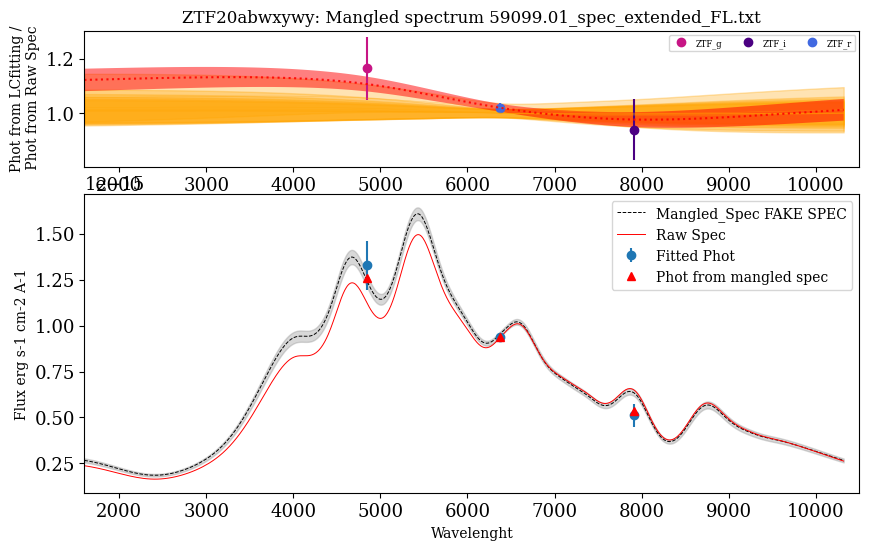 ZTF20abwxywy: Mangled spectrum 59099.01_spec_extended_FL.txt
Phot from LCfitting /
Phot from Raw Spec
1.2
1.0
ZTF_g
ZTF_i
ZTF_r
2000 3000 4000 5000 6000 7000 8000 9000 10000
1e−15
Flux erg s-1 cm-2 A-1
1.50
1.25
1.00
0.75
0.50
0.25
Mangled_Spec FAKE SPEC
Raw Spec
Fitted Phot
Phot from mangled spec
2000 3000 4000 5000 6000 7000 8000 9000 10000
Wavelenght